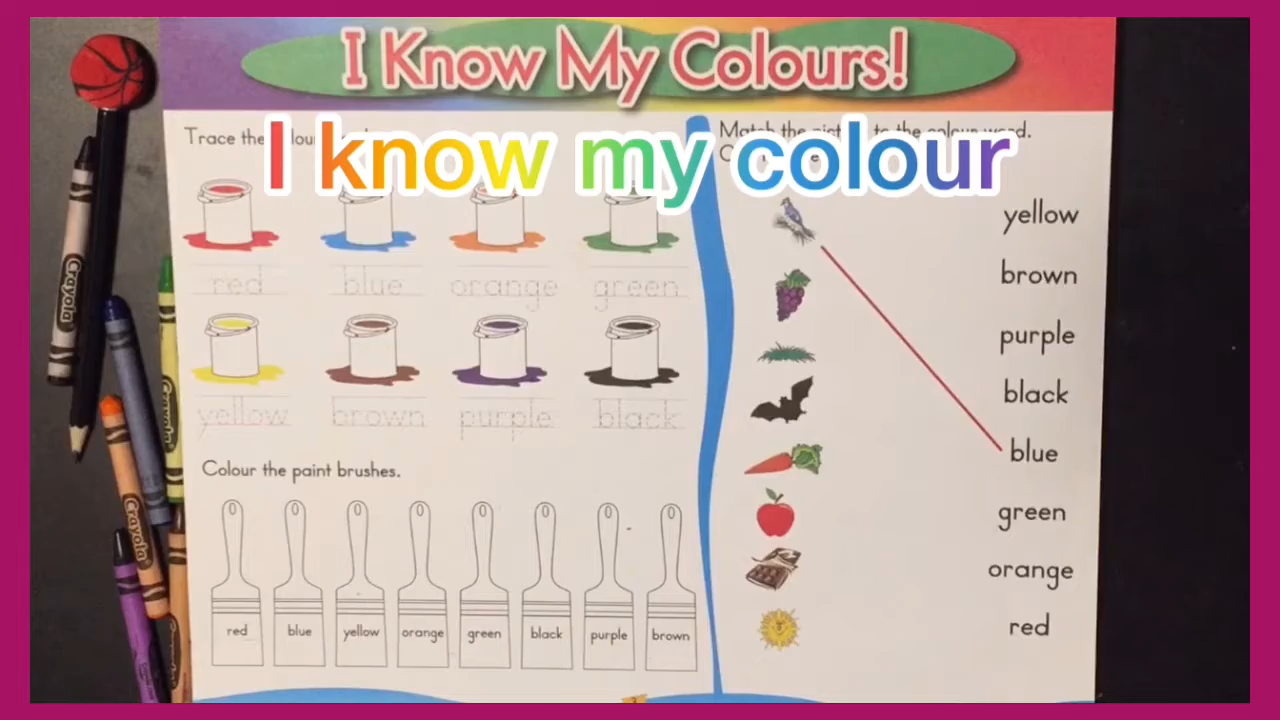 I Know My Colours!
I know my colour
Trace the
Match the to the colour word.
red blue orange green
yellow brown purple black
Colour the paint brushes.
red blue yellow orange green black purple brown
yellow
brown
purple
black
blue
green
orange
red
Crayola
Crayola
Crayola